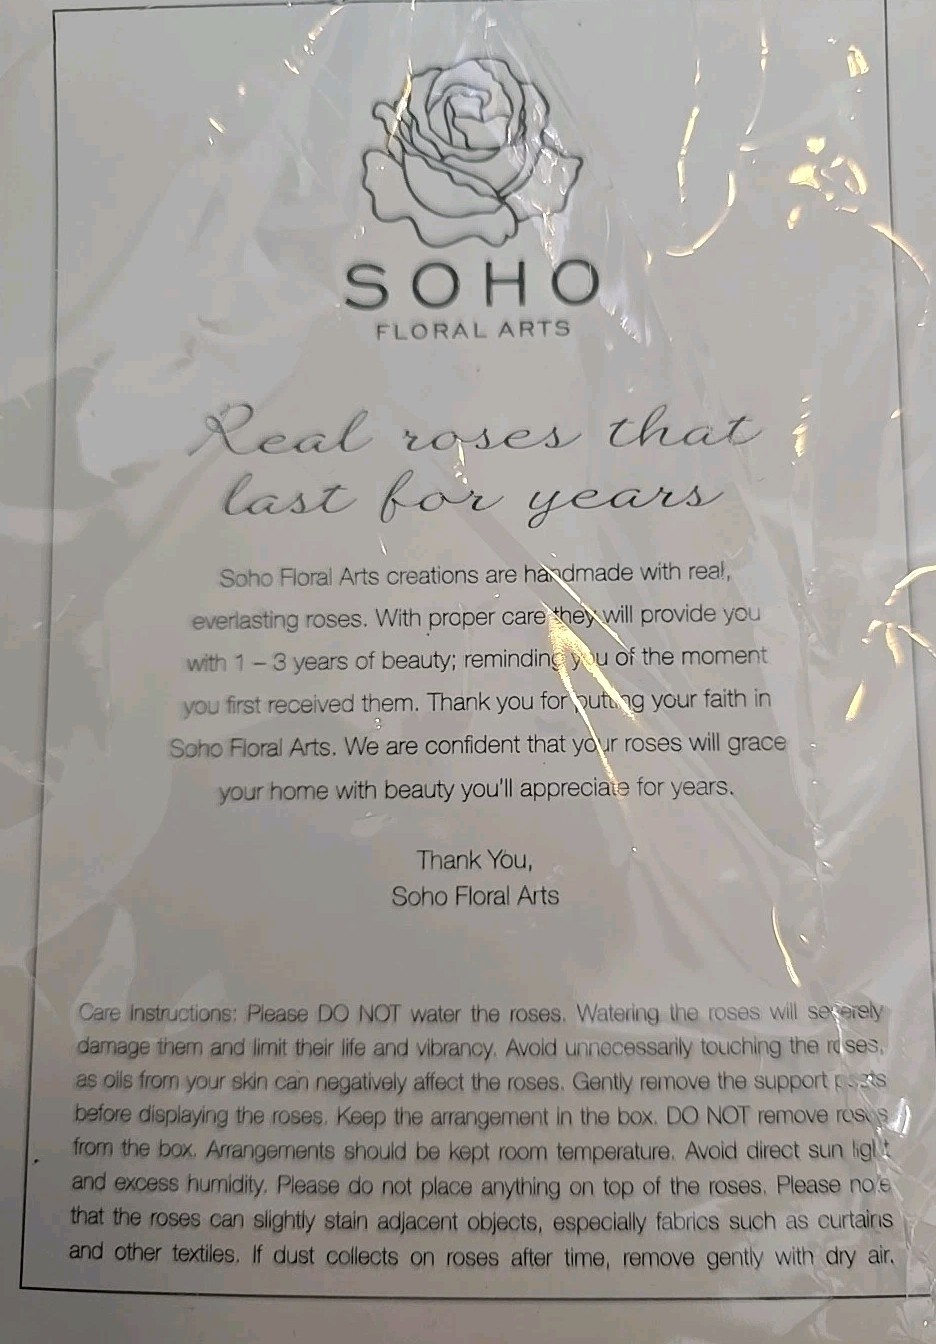 SOHO
FLORAL ARTS
Real roses that
last for years
Soho Floral Arts creations are handmade with real,
everlasting roses. With proper care they will provide you
with 1 – 3 years of beauty; reminding you of the moment
you first received them. Thank you for putting your faith in
Soho Floral Arts. We are confident that your roses will grace
your home with beauty you'll appreciate for years.
Thank You,
Soho Floral Arts
Care Instructions: Please DO NOT water the roses. Watering the roses will severely
damage them and limit their life and vibrancy. Avoid unnecessarily touching the roses,
as oils from your skin can negatively affect the roses. Gently remove the support
before displaying the roses. Keep the arrangement in the box. DO NOT remove roses
from the box. Arrangements should be kept room temperature. Avoid direct sun light
and excess humidity. Please do not place anything on top of the roses. Please note
that the roses can slightly stain adjacent objects, especially fabrics such as curtains
and other textiles. If dust collects on roses after time, remove gently with dry air.